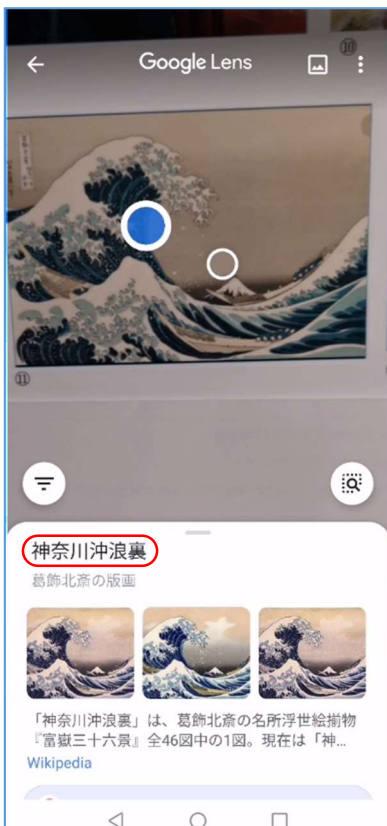 ⑩
Google Lens
⑪
神奈川沖浪裏
葛飾北斎の版画
「神奈川沖浪裏」は、葛飾北斎の名所浮世絵揃物
『富嶽三十六景』全46図中の1図。現在は「神...
Wikipedia